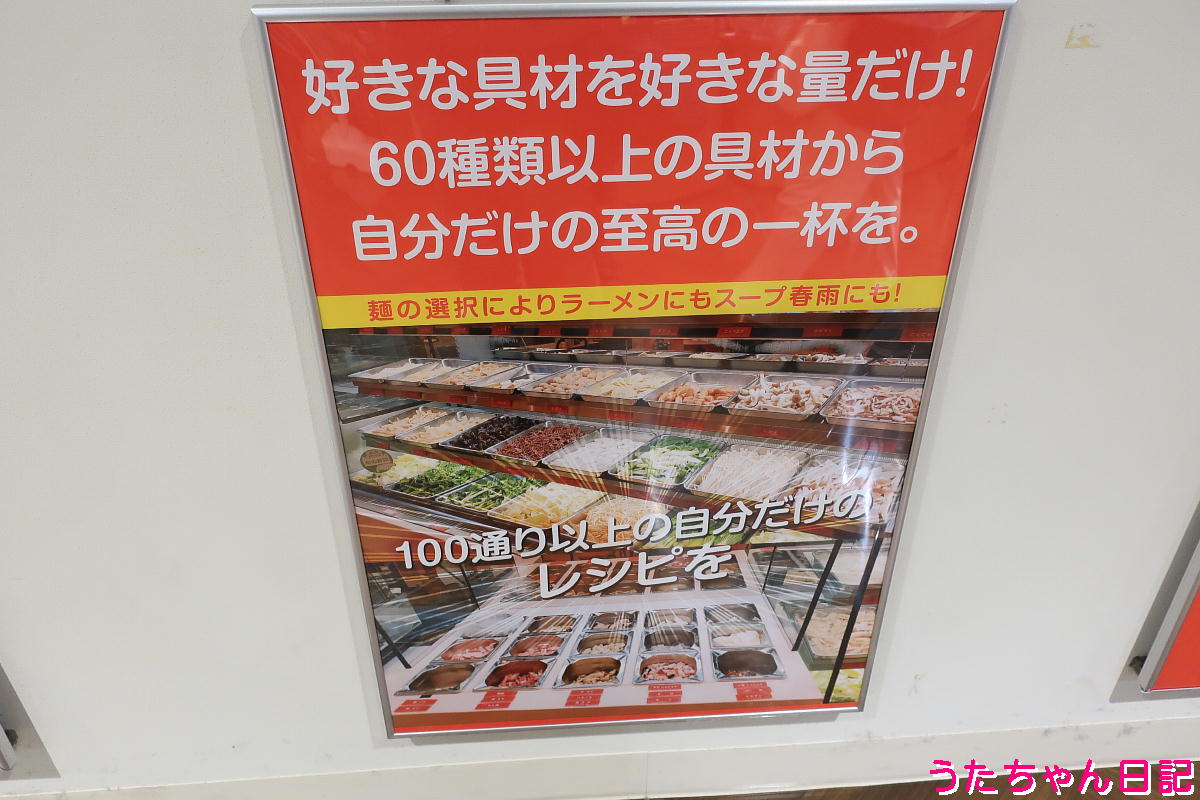 好きな具材を好きな量だけ!
60種類以上の具材から
自分だけの至高の一杯を。
麺の選択によりラーメンにもスープ春雨にも!
100通り以上の自分だけの
レシピを
うたちゃん日記